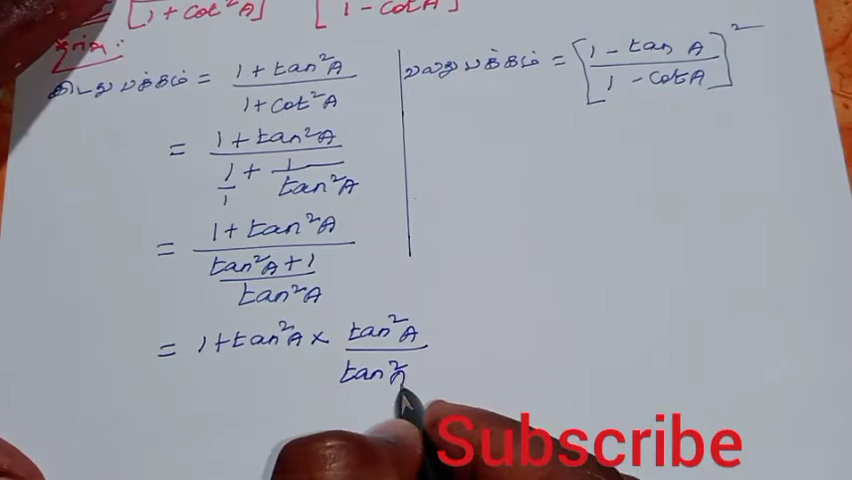 [1 + cot²A] [1 - cotA]
தீர்வு:
இடது பக்கம் = 1 + tan²A / 1 + cot²A
= 1 + tan²A / 1/1 + 1/tan²A
= 1 + tan²A / tan²A + 1 / tan²A
= 1 + tan²A × tan²A / tan²A
வலது பக்கம் = [1 - tan A / 1 - cotA]²
Subscribe